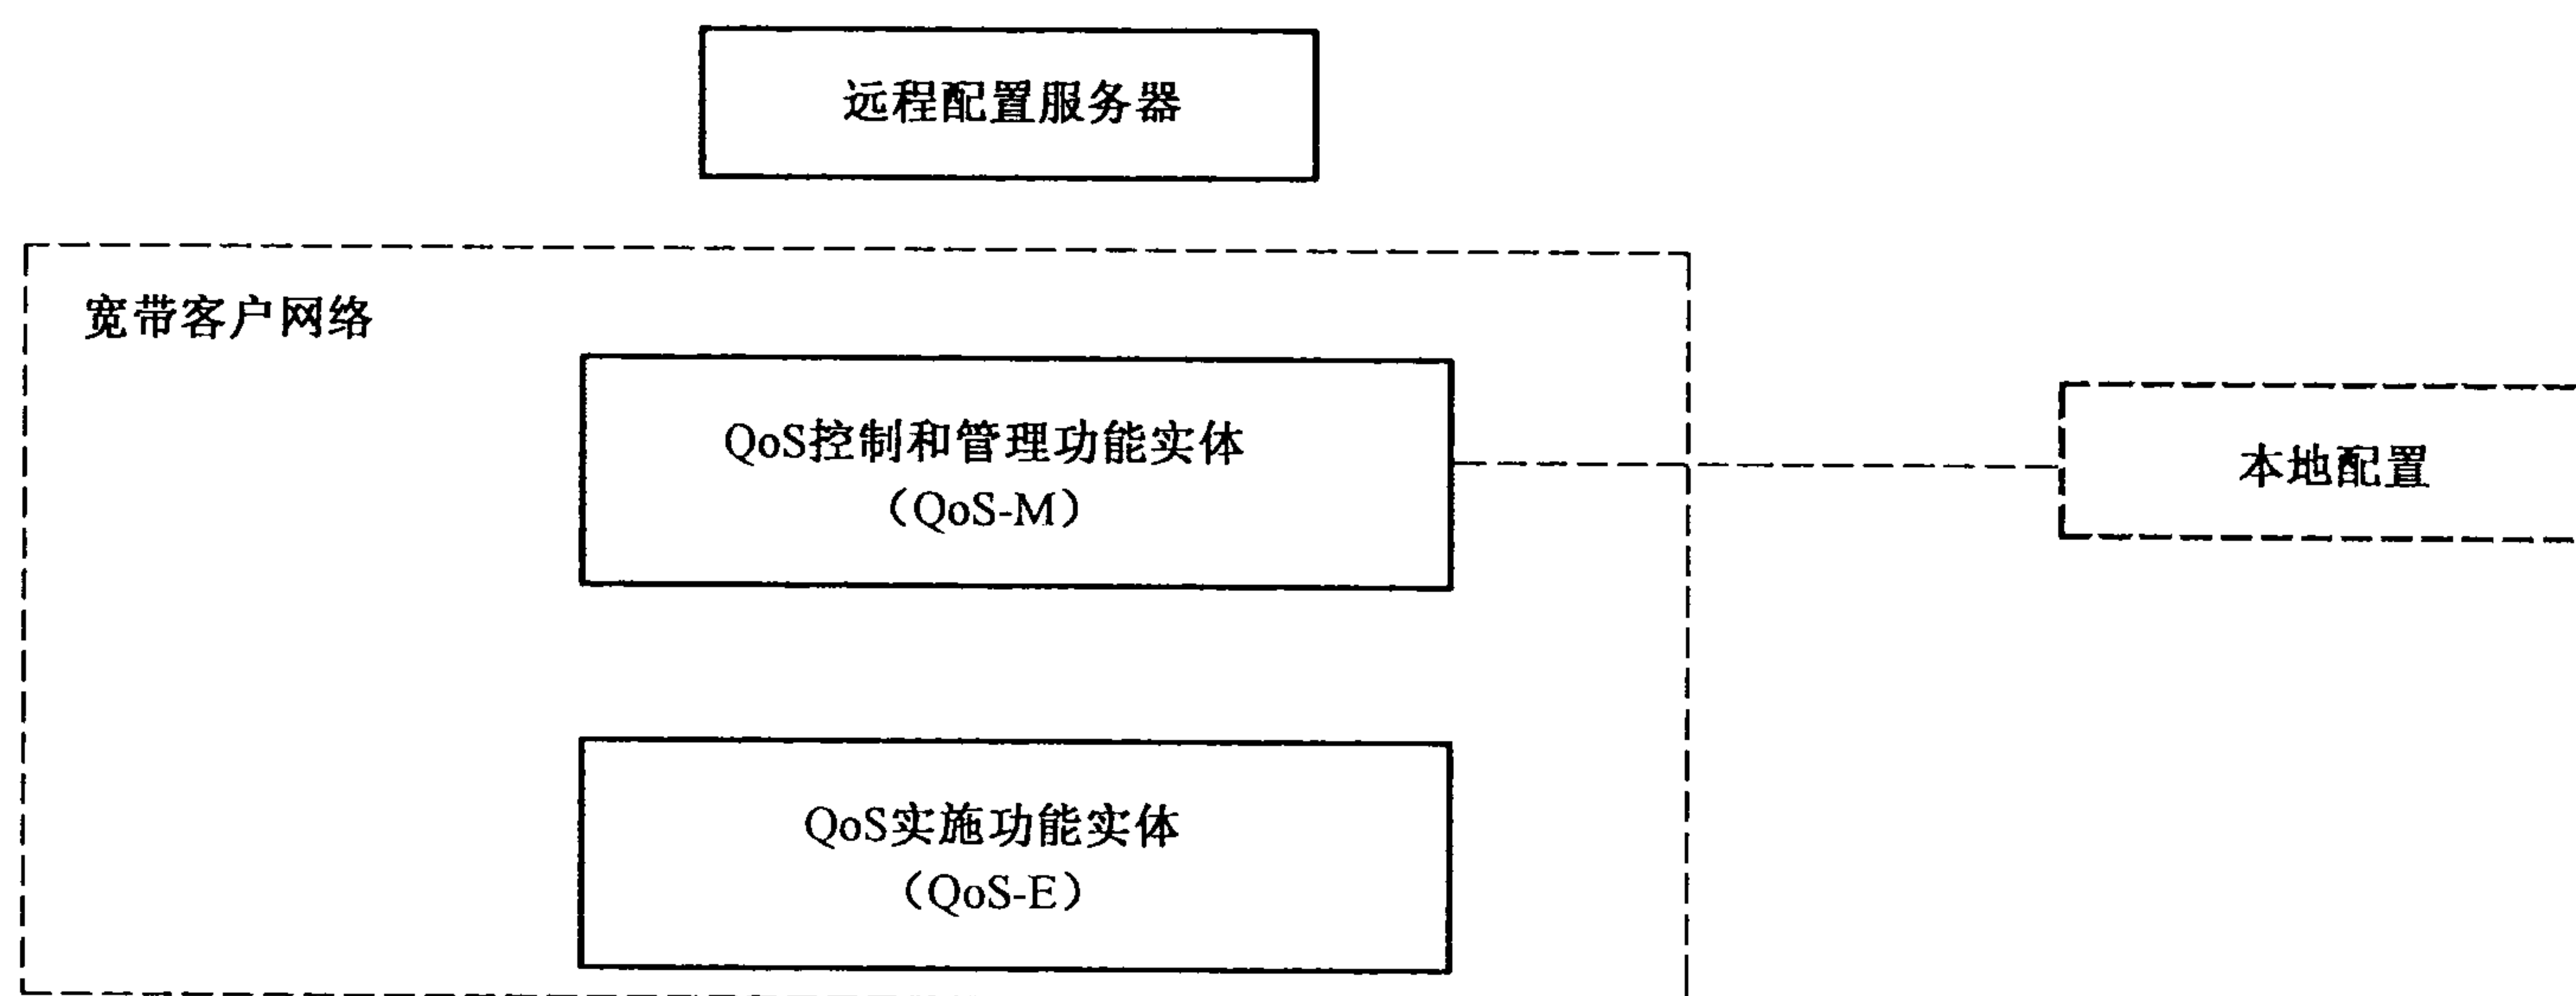 远程配置服务器
宽带客户网络
QoS控制和管理功能实体
（QoS-M）
本地配置
QoS实施功能实体
（QoS-E）